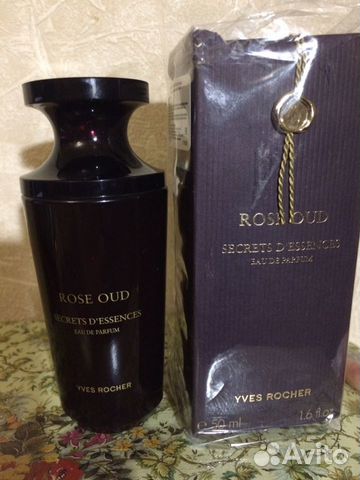 ROSE OUD
SECRETS D'ESSENCES
EAU DE PARFUM
YVES ROCHER
ROSE OUD
SECRETS D'ESSENCES
EAU DE PARFUM
YVES ROCHER
e 50 ml 1.6 fl.oz
Avito